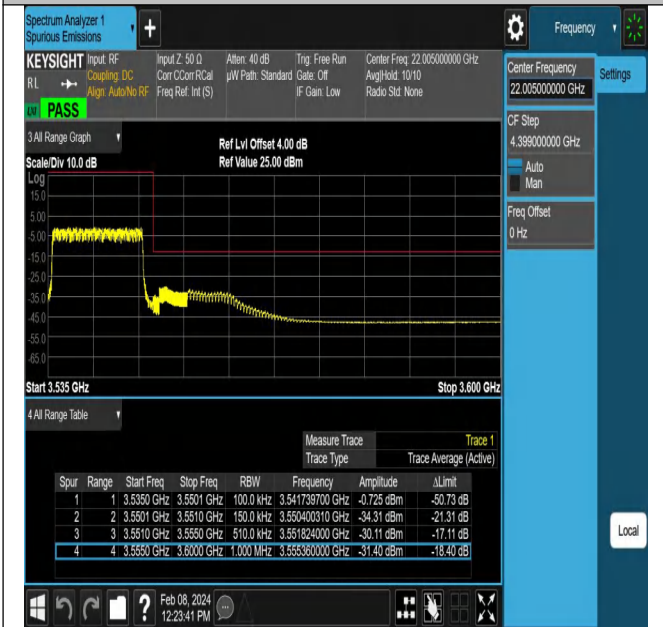 Spectrum Analyzer 1
Spurious Emissions
+
Frequency
KEYSIGHT Input: RF Input Z: 50 Ω Atten: 40 dB Trig: Free Run Center Freq: 22.005000000 GHz
RL Coupling: DC Corr CCorr RCal µW Path: Standard Gate: Off Avg|Hold: 10/10
Align: Auto/No RF Freq Ref: Int (S) IF Gain: Low Radio Std: None
LXI PASS
Center Frequency
22.005000000 GHz
Settings
CF Step
4.399000000 GHz
Auto
Man
Freq Offset
0 Hz
3 All Range Graph
Ref Lvl Offset 4.00 dB
Scale/Div 10.0 dB Ref Value 25.00 dBm
Log
15.0
5.00
-5.00
-15.0
-25.0
-35.0
-45.0
-55.0
-65.0
Start 3.535 GHz Stop 3.600 GHz
4 All Range Table
Measure Trace Trace 1
Trace Type Trace Average (Active)
Spur Range Start Freq Stop Freq RBW Frequency Amplitude ΔLimit
1 1 3.5350 GHz 3.5501 GHz 100.0 kHz 3.541739700 GHz -0.725 dBm -50.73 dB
2 2 3.5501 GHz 3.5510 GHz 150.0 kHz 3.550400310 GHz -34.31 dBm -21.31 dB
3 3 3.5510 GHz 3.5550 GHz 510.0 kHz 3.551824000 GHz -30.11 dBm -17.11 dB
4 4 3.5550 GHz 3.6000 GHz 1.000 MHz 3.555360000 GHz -31.40 dBm -18.40 dB
Local
? Feb 08, 2024
12:23:41 PM